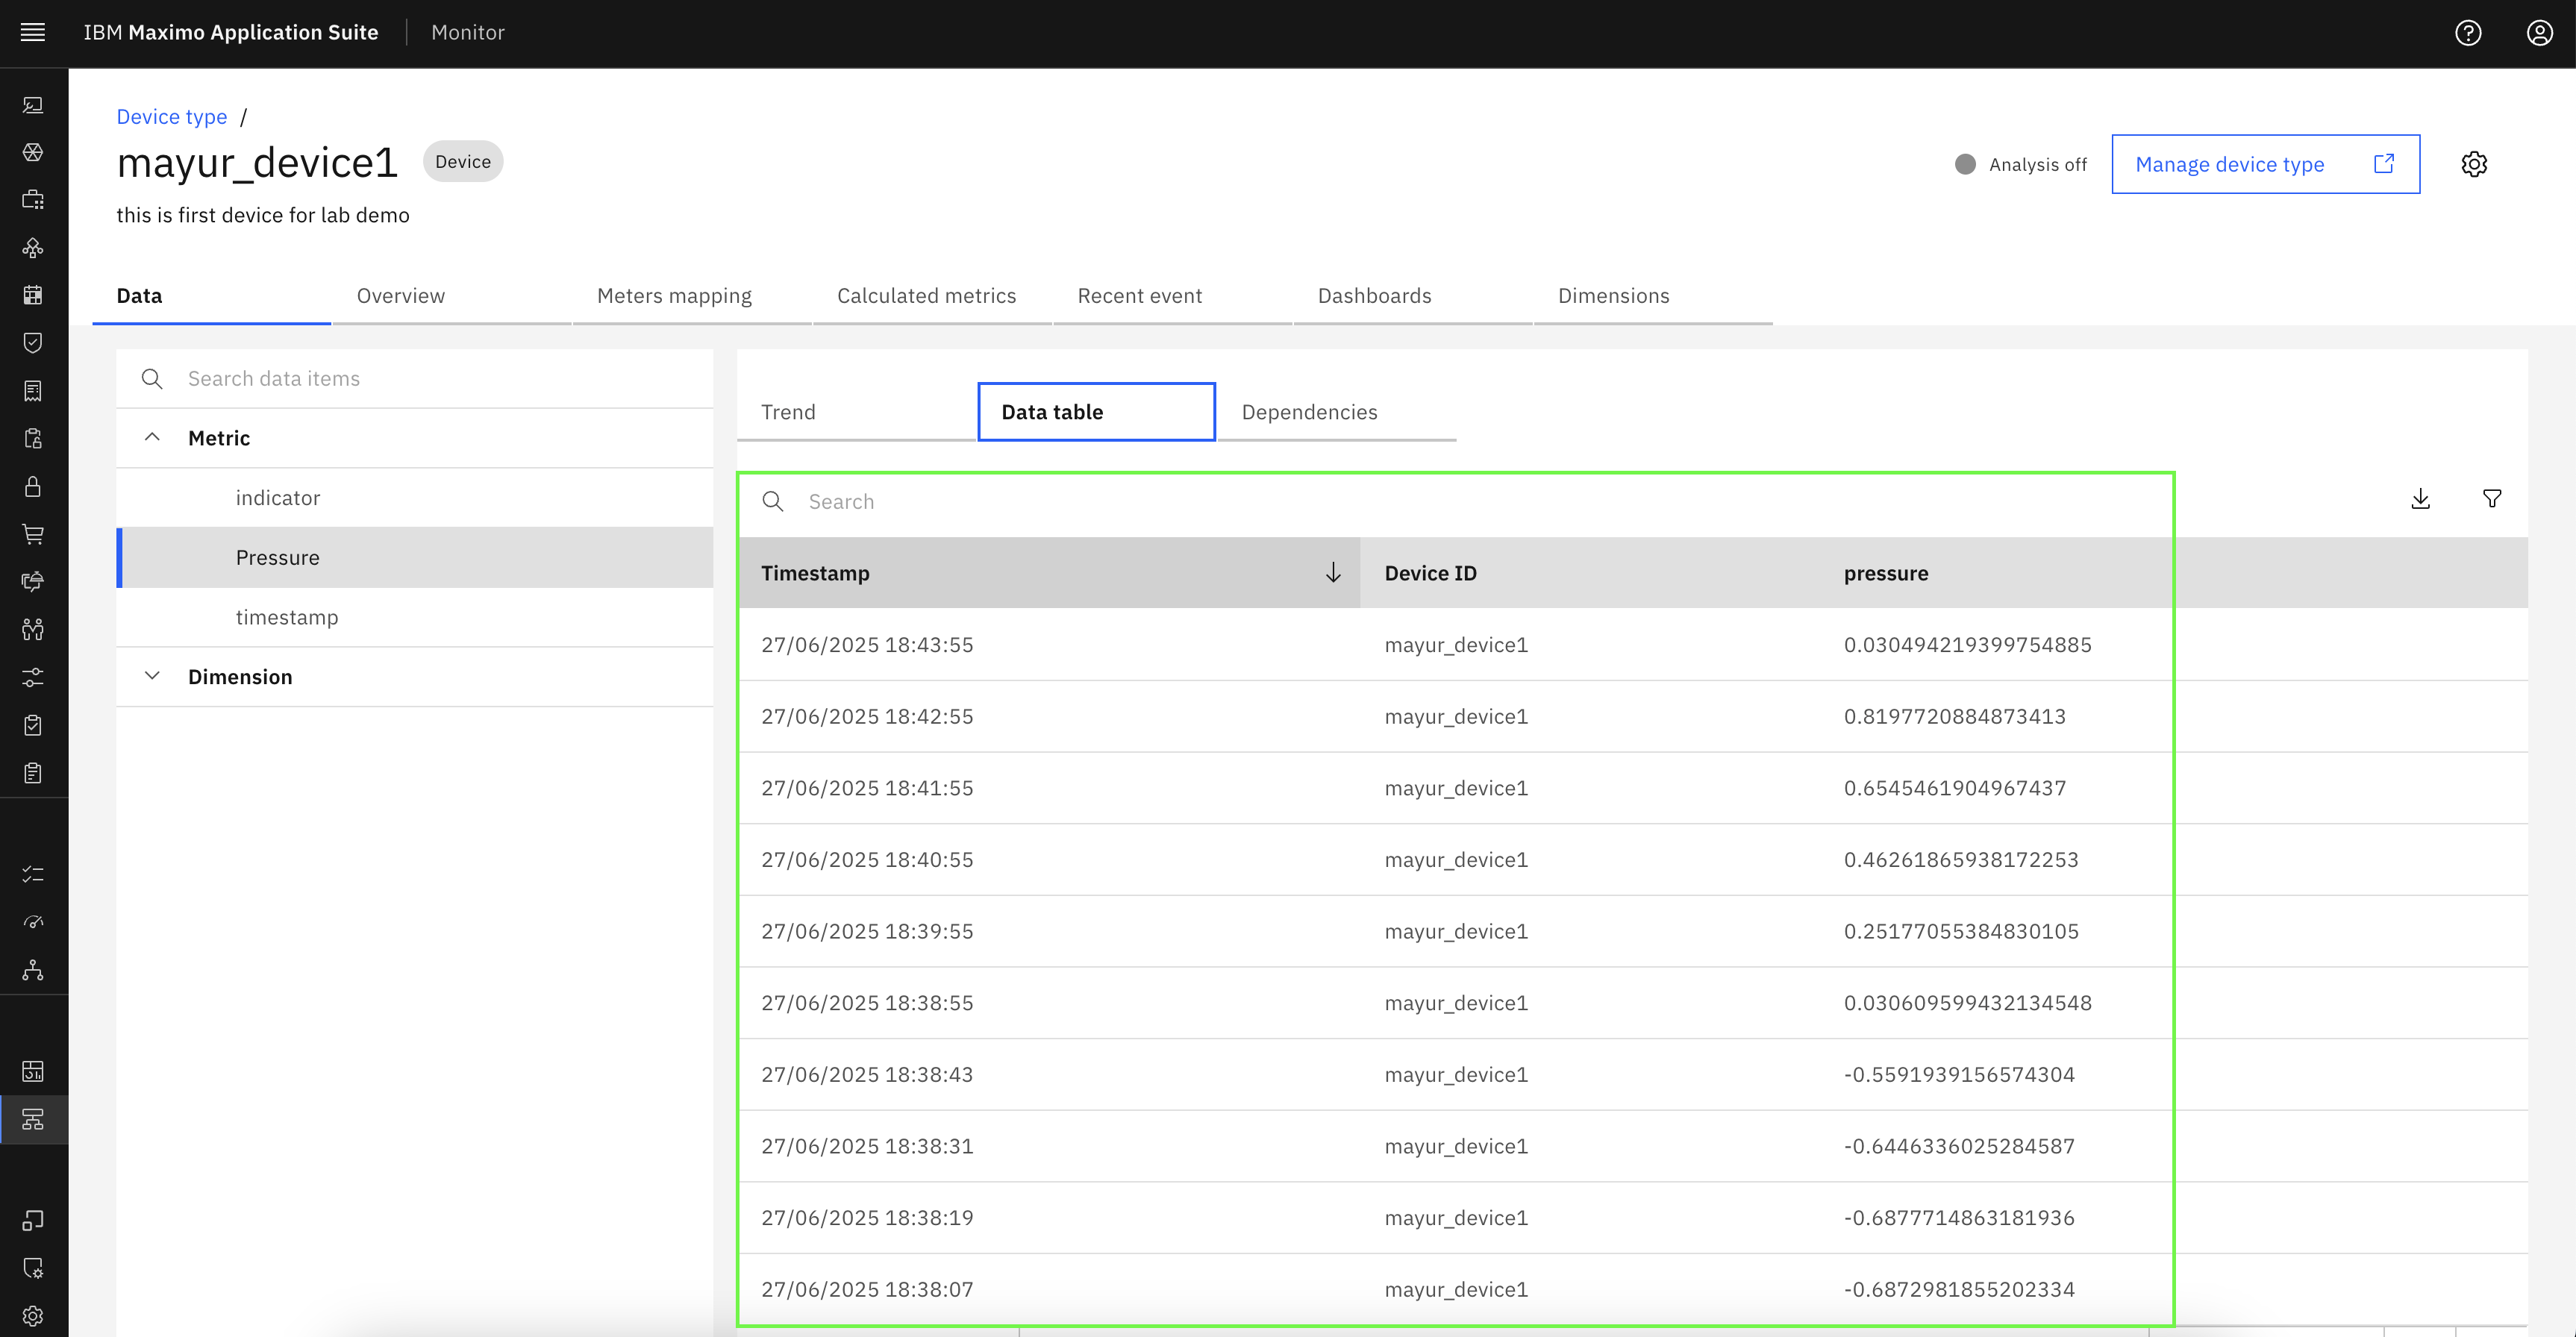 IBM Maximo Application Suite Monitor
Device type /
mayur_device1 Device
this is first device for lab demo
Analysis off
Manage device type
Data Overview Meters mapping Calculated metrics Recent event Dashboards Dimensions
Search data items
Metric
indicator
Pressure
timestamp
Dimension
Trend Data table Dependencies
Search
Timestamp Device ID pressure
27/06/2025 18:43:55 mayur_device1 0.030494219399754885
27/06/2025 18:42:55 mayur_device1 0.8197720884873413
27/06/2025 18:41:55 mayur_device1 0.6545461904967437
27/06/2025 18:40:55 mayur_device1 0.46261865938172253
27/06/2025 18:39:55 mayur_device1 0.25177055384830105
27/06/2025 18:38:55 mayur_device1 0.030609599432134548
27/06/2025 18:38:43 mayur_device1 -0.5591939156574304
27/06/2025 18:38:31 mayur_device1 -0.6446336025284587
27/06/2025 18:38:19 mayur_device1 -0.6877714863181936
27/06/2025 18:38:07 mayur_device1 -0.6872981855202334